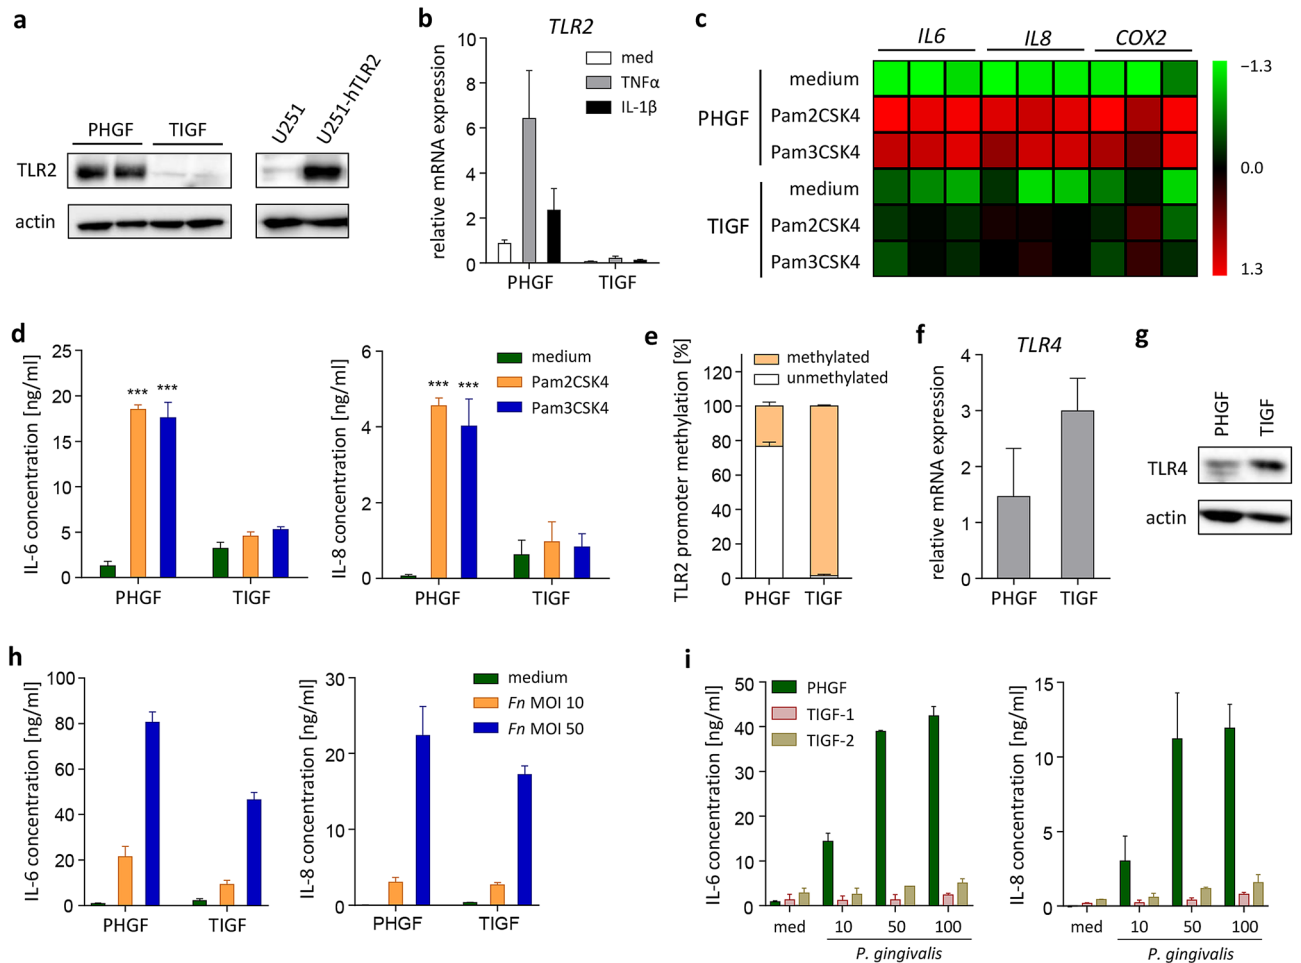 a
PHGF
TIGF
U251
U251-hTLR2
TLR2
actin
b
TLR2
relative mRNA expression
10
8
6
4
2
0
med
TNFα
IL-1β
PHGF
TIGF
c
IL6
IL8
COX2
PHGF
medium
Pam2CSK4
Pam3CSK4
TIGF
medium
Pam2CSK4
Pam3CSK4
−1.3
0.0
1.3
d
IL-6 concentration [ng/ml]
25
20
15
10
5
0
***
***
PHGF
TIGF
IL-8 concentration [ng/ml]
6
4
2
0
***
***
PHGF
TIGF
medium
Pam2CSK4
Pam3CSK4
e
TLR2 promoter methylation [%]
120
100
80
60
40
20
0
methylated
unmethylated
PHGF
TIGF
f
TLR4
relative mRNA expression
4
3
2
1
0
PHGF
TIGF
g
PHGF
TIGF
TLR4
actin
h
IL-6 concentration [ng/ml]
100
80
60
40
20
0
PHGF
TIGF
IL-8 concentration [ng/ml]
30
20
10
0
PHGF
TIGF
medium
Fn MOI 10
Fn MOI 50
i
IL-6 concentration [ng/ml]
50
40
30
20
10
0
PHGF
TIGF-1
TIGF-2
med
10
50
100
P. gingivalis
IL-8 concentration [ng/ml]
15
10
5
0
med
10
50
100
P. gingivalis